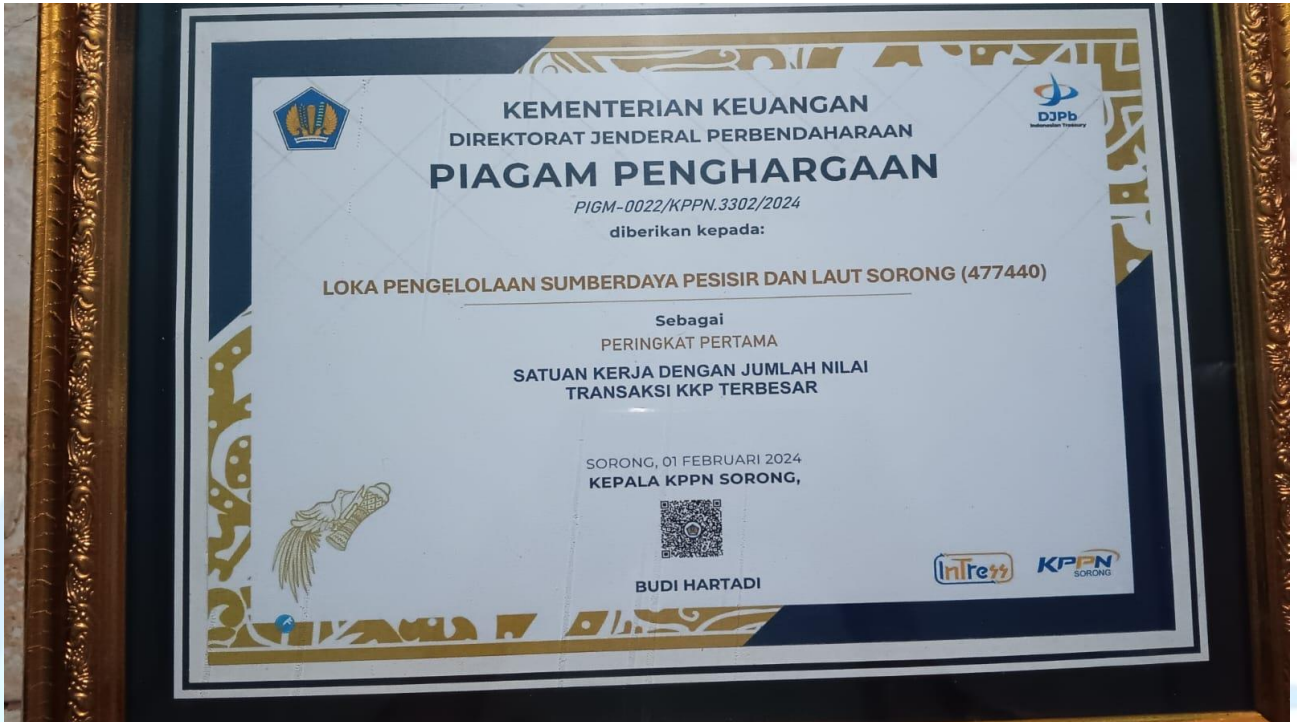 KEMENTERIAN KEUANGAN
DIREKTORAT JENDERAL PERBENDAHARAAN
PIAGAM PENGHARGAAN
PIGM-0022/KPPN.3302/2024
diberikan kepada:
DJPb
Indonesian Treasury
LOKA PENGELOLAAN SUMBERDAYA PESISIR DAN LAUT SORONG (477440)
Sebagai
PERINGKAT PERTAMA
SATUAN KERJA DENGAN JUMLAH NILAI
TRANSAKSI KKP TERBESAR
SORONG, 01 FEBRUARI 2024
KEPALA KPPN SORONG,
BUDI HARTADI
InTress
KPPN
SORONG